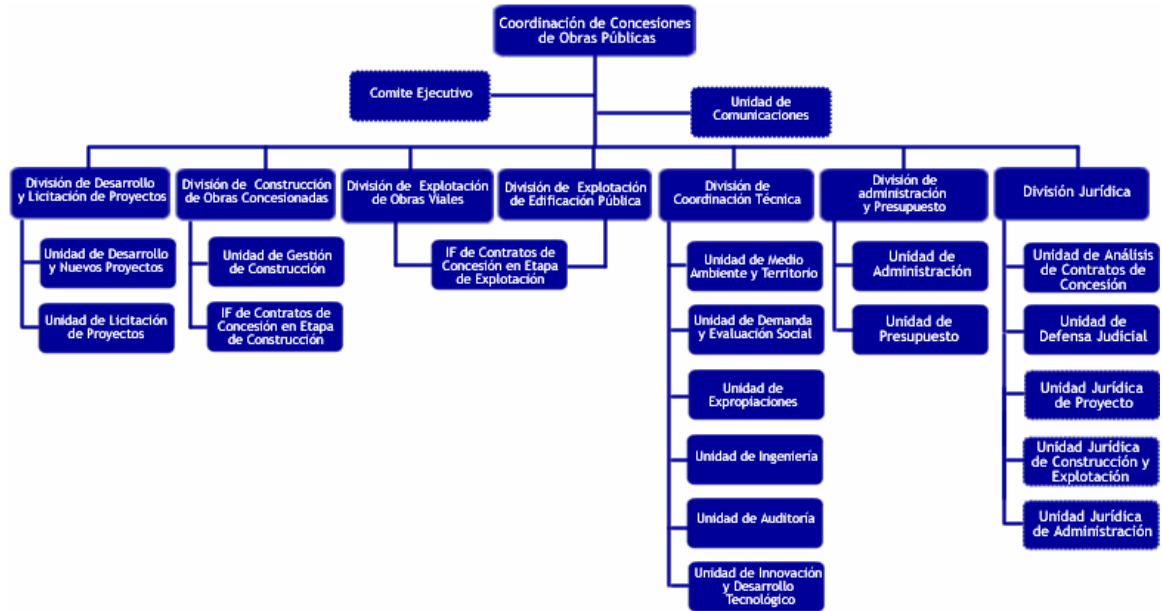 Coordinación de Concesiones
de Obras Públicas
Comite Ejecutivo
Unidad de
Comunicaciones
División de Desarrollo
y Licitación de Proyectos
División de Construcción
de Obras Concesionadas
División de Explotación
de Obras Viales
División de Explotación
de Edificación Pública
División de
Coordinación Técnica
División de
administración
y Presupuesto
División Jurídica
Unidad de Desarrollo
y Nuevos Proyectos
Unidad de Licitación
de Proyectos
Unidad de Gestión
de Construcción
IF de Contratos de
Concesión en Etapa
de Construcción
IF de Contratos de
Concesión en Etapa
de Explotación
Unidad de Medio
Ambiente y Territorio
Unidad de Demanda
y Evaluación Social
Unidad de
Expropiaciones
Unidad de Ingeniería
Unidad de Auditoría
Unidad de Innovación
y Desarrollo
Tecnológico
Unidad de
Administración
Unidad de
Presupuesto
Unidad de Análisis
de Contratos de
Concesión
Unidad de
Defensa Judicial
Unidad Jurídica
de Proyecto
Unidad Jurídica
de Construcción y
Explotación
Unidad Jurídica
de Administración